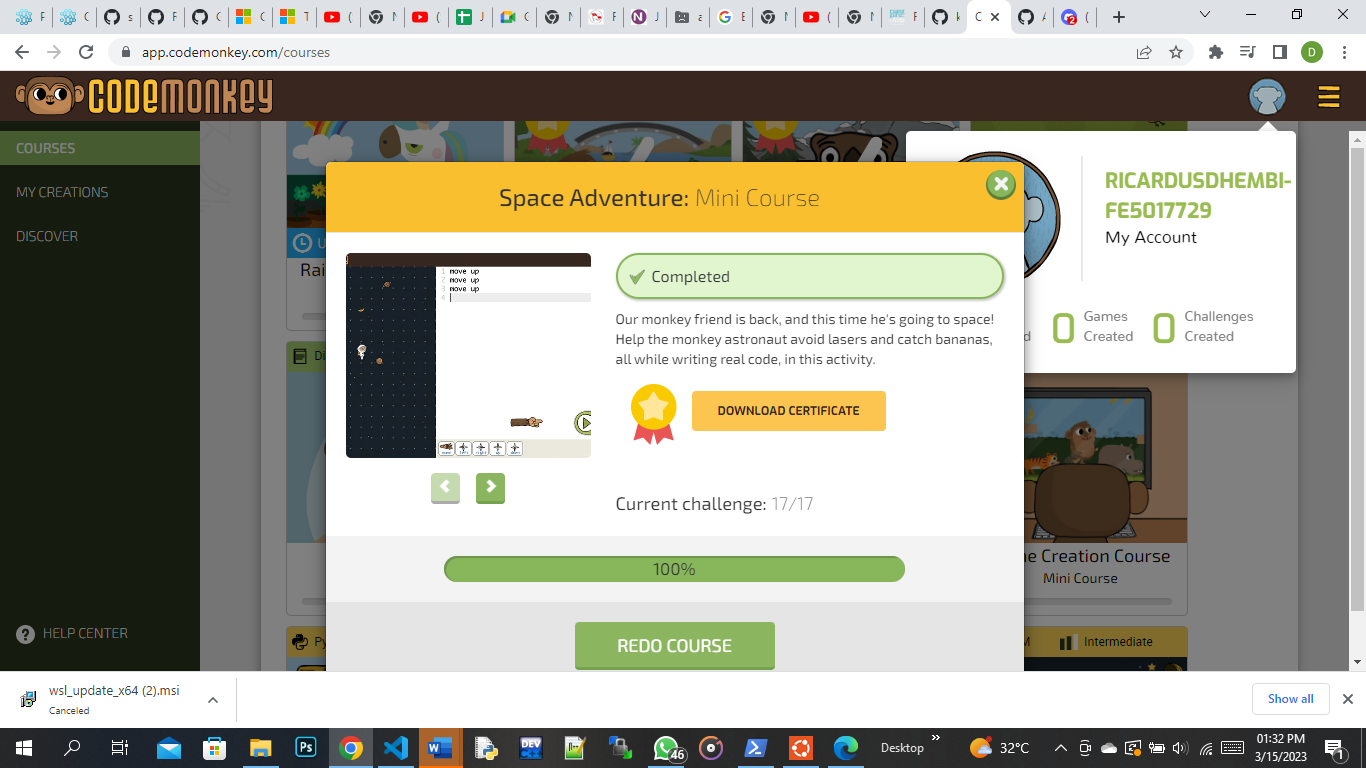 F
C
s
F
C
C
T
(
N
(
J
C
N
F
J
a
E
N
(
N
F
k
C
A
(
app.codemonkey.com/courses
D
CODEMONKEY
COURSES
MY CREATIONS
DISCOVER
HELP CENTER
RICARDUSDHEMBI-
FE5017729
My Account
0 Games
Created
0 Challenges
Created
Space Adventure: Mini Course
1 move up
2 move up
3 move up
4
Completed
Our monkey friend is back, and this time he's going to space!
Help the monkey astronaut avoid lasers and catch bananas,
all while writing real code, in this activity.
DOWNLOAD CERTIFICATE
Current challenge: 17/17
100%
REDO COURSE
U
Rai
Di
Py
ne Creation Course
Mini Course
M
Intermediate
wsl_update_x64 (2).msi
Canceled
Show all
Ps
DEV
46
Desktop
32°C
01:32 PM
3/15/2023
1